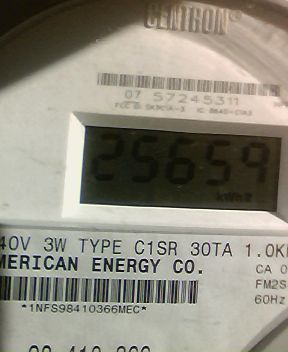 CENTRON®
07 57245311
25659
kWh
40V 3W TYPE C1SR 30TA 1.0K
MERICAN ENERGY CO.
CA 0
FM2S
60Hz
*1NFS98410366MEC*